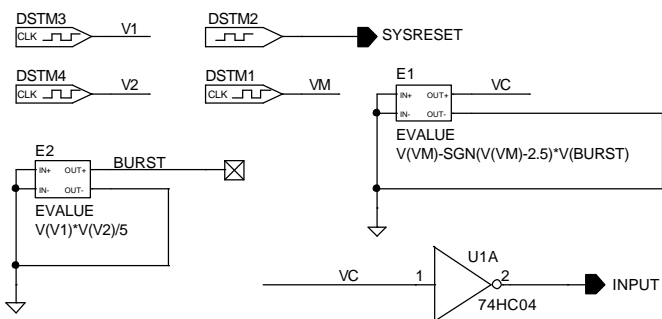 DSTM3
CLK
V1
DSTM2
SYSRESET
DSTM4
CLK
V2
DSTM1
CLK
VM
E1
IN+ OUT+
IN- OUT-
VC
EVALUE
V(VM)-SGN(V(VM)-2.5)*V(BURST)
E2
IN+ OUT+
IN- OUT-
BURST
EVALUE
V(V1)*V(V2)/5
VC
1
U1A
2
74HC04
INPUT